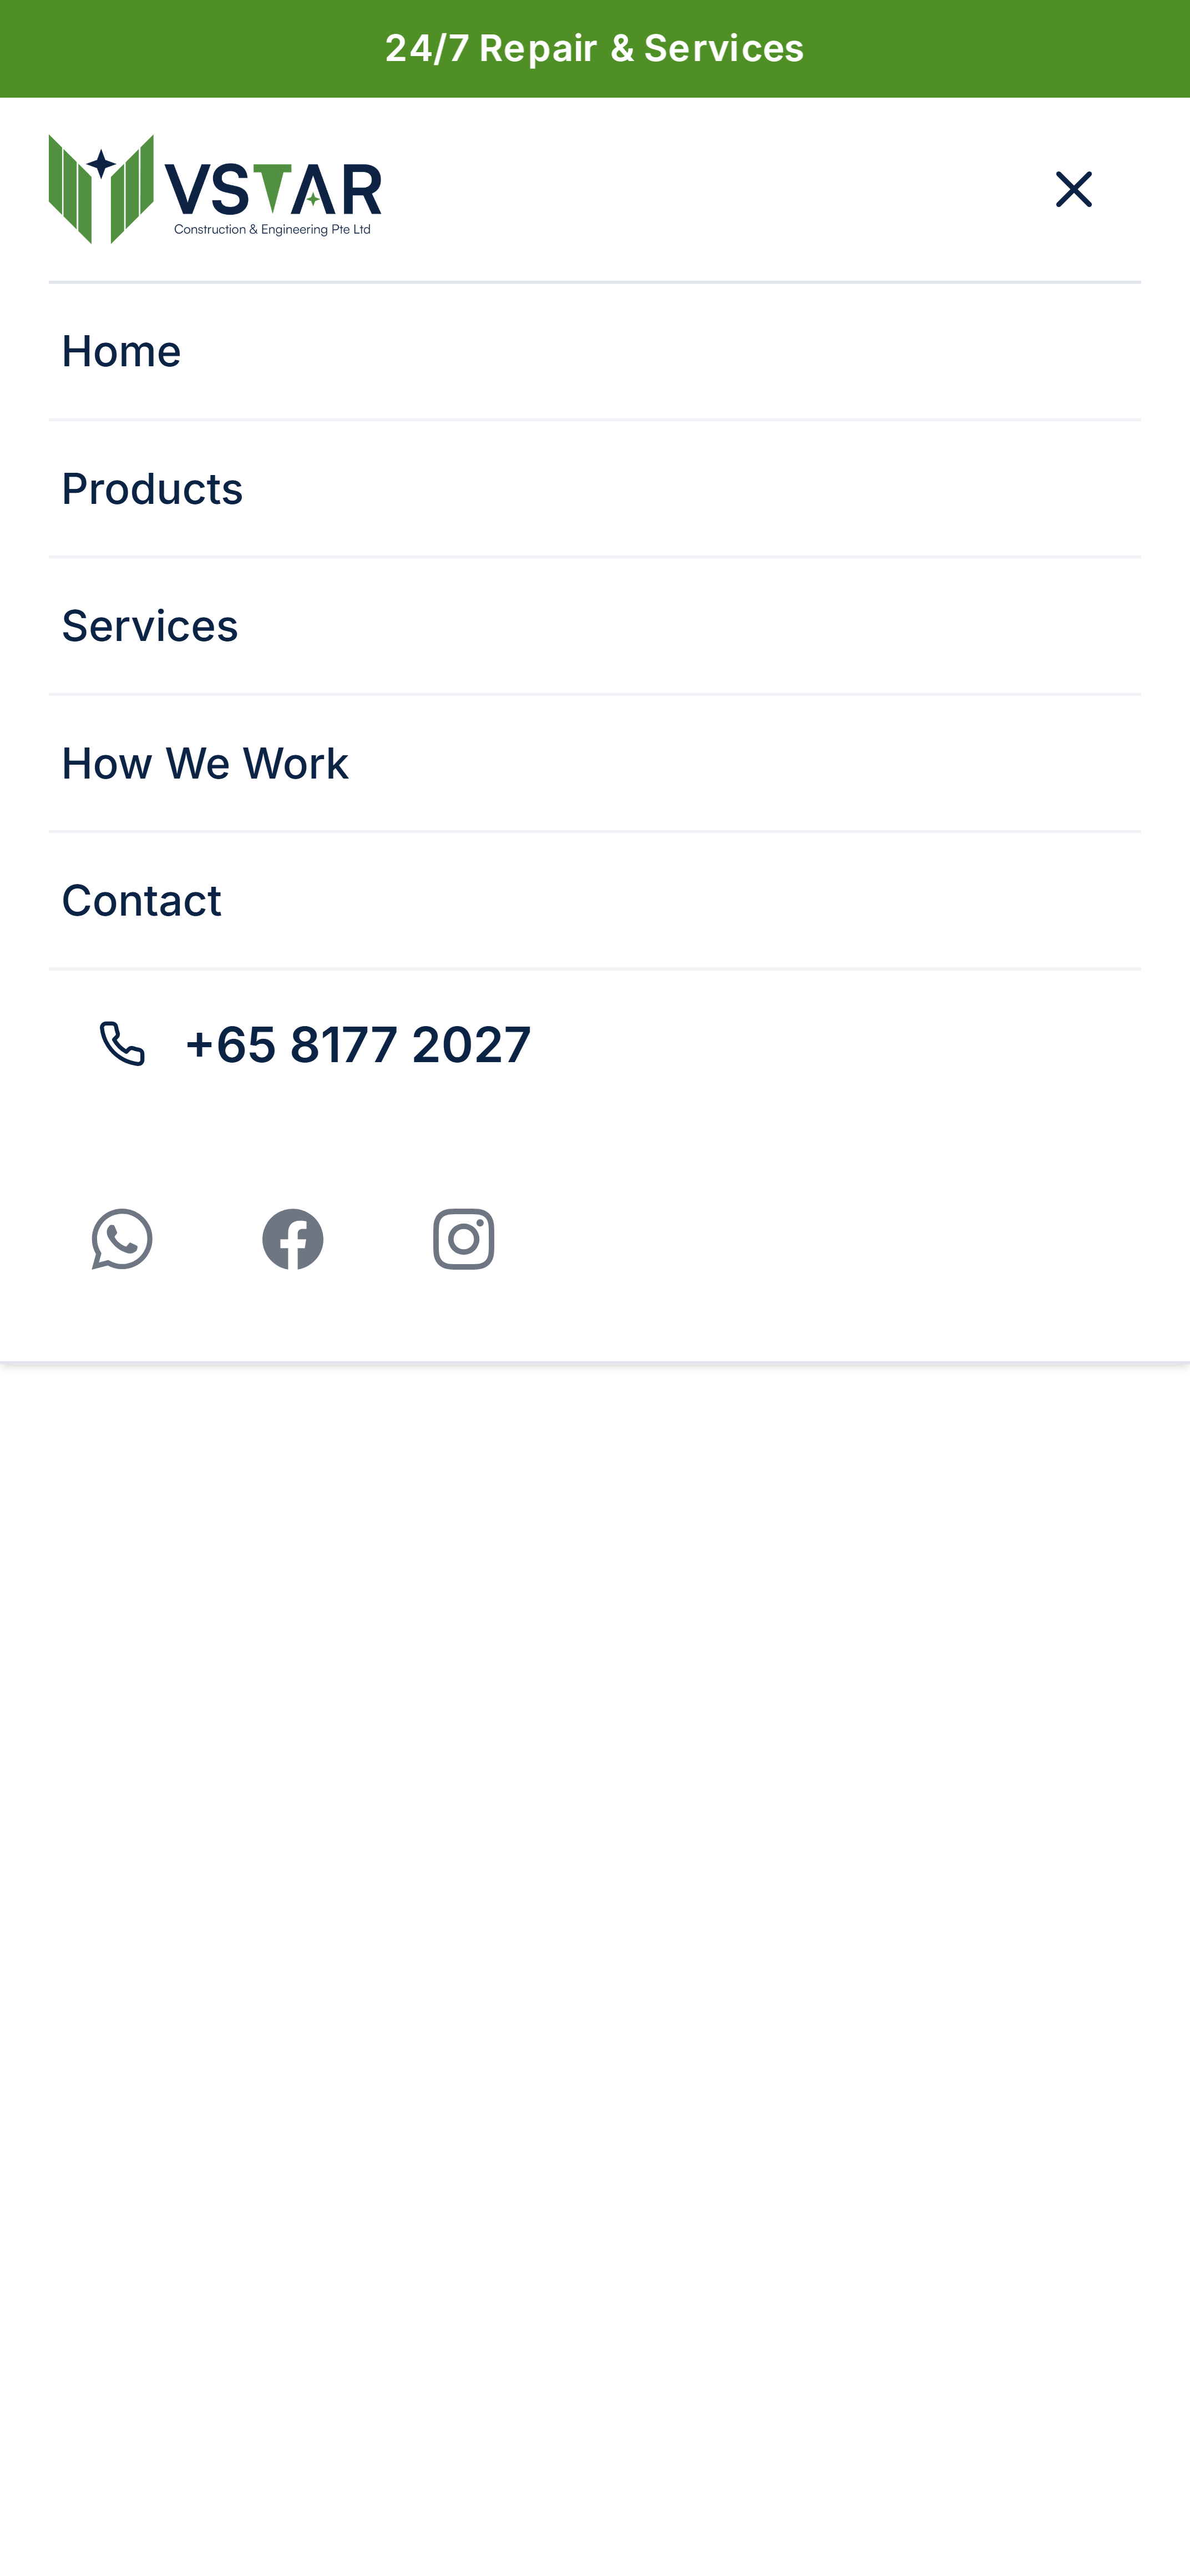 24/7 Repair & Services
VSTAR
Construction & Engineering Pte Ltd
Home
Products
Services
How We Work
Contact
+65 8177 2027